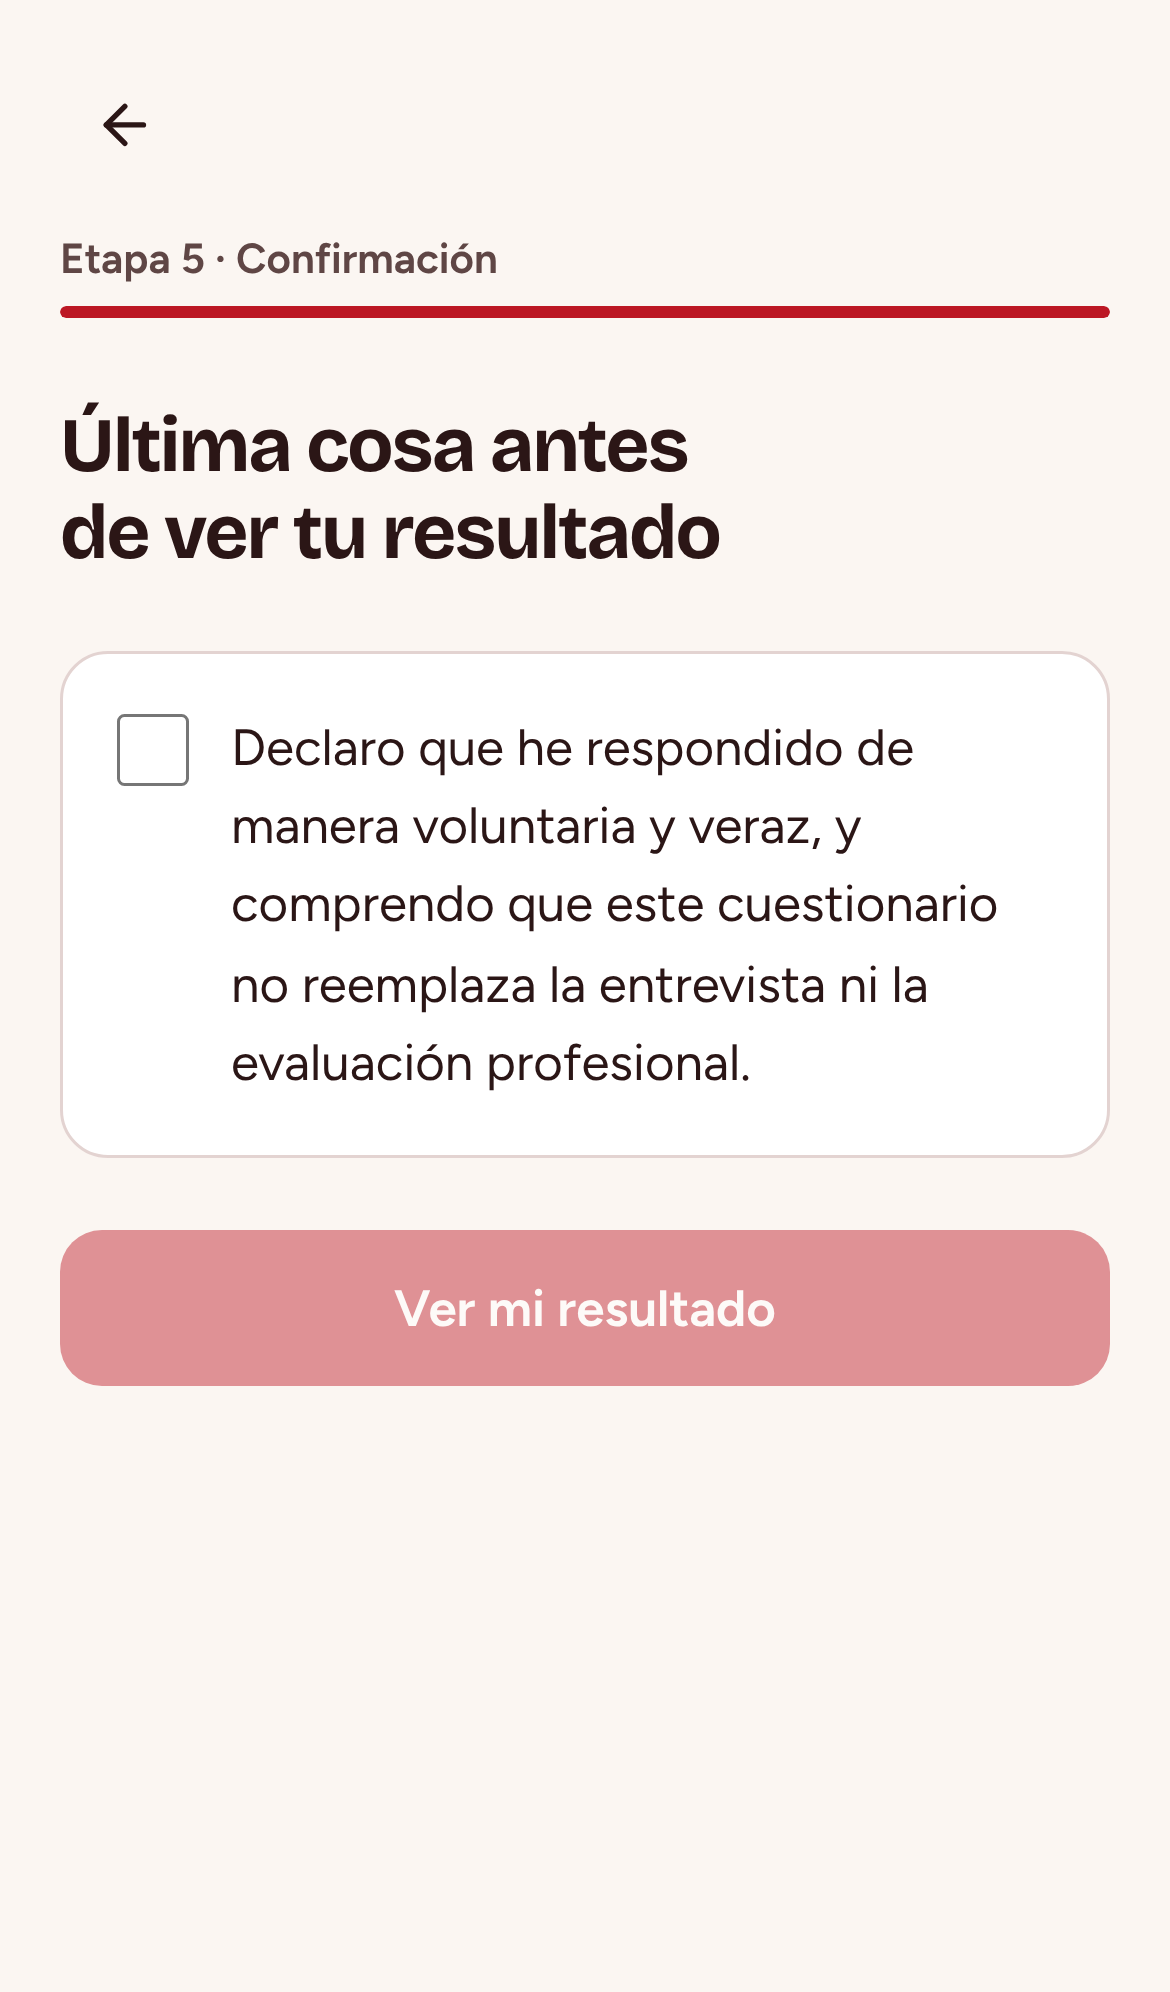 Etapa 5 · Confirmación
Última cosa antes
de ver tu resultado
Declaro que he respondido de
manera voluntaria y veraz, y
comprendo que este cuestionario
no reemplaza la entrevista ni la
evaluación profesional.
Ver mi resultado